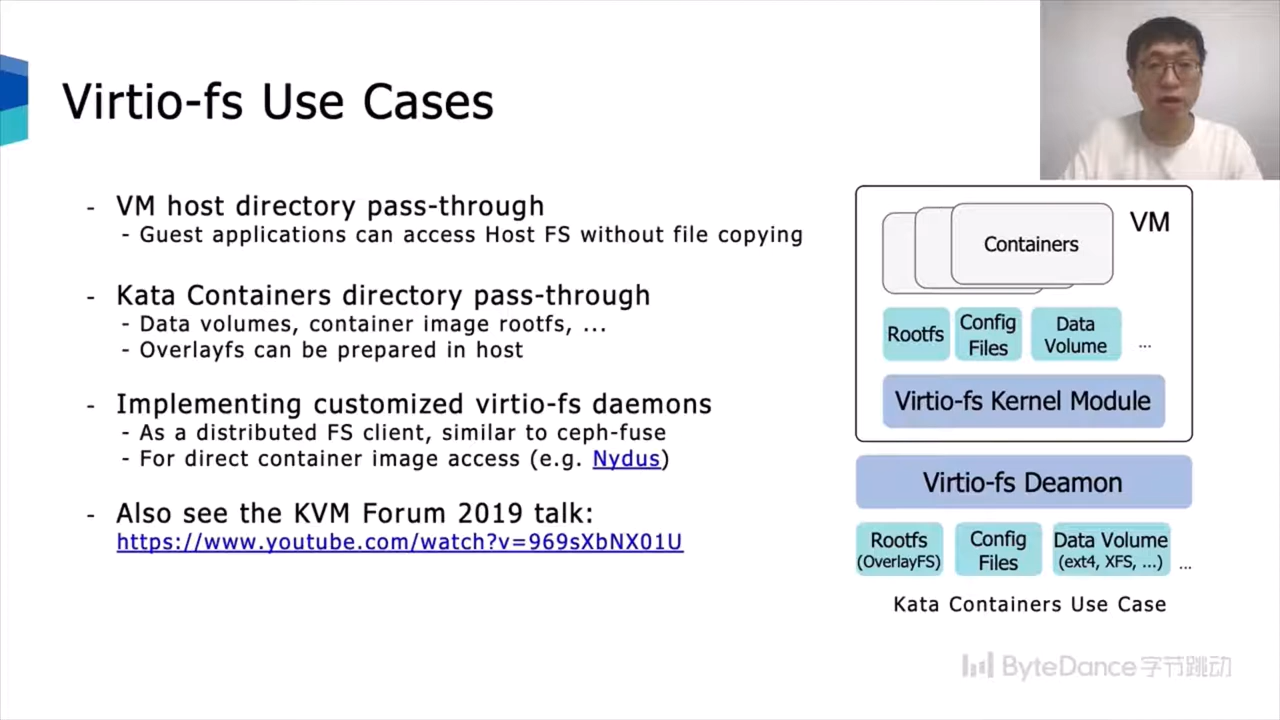 Virtio-fs Use Cases
- VM host directory pass-through
- Guest applications can access Host FS without file copying
- Kata Containers directory pass-through
- Data volumes, container image rootfs, ...
- Overlayfs can be prepared in host
- Implementing customized virtio-fs daemons
- As a distributed FS client, similar to ceph-fuse
- For direct container image access (e.g. Nydus)
- Also see the KVM Forum 2019 talk:
https://www.youtube.com/watch?v=969sXbNX01U
VM
Containers
Rootfs
Config
Files
Data
Volume
...
Virtio-fs Kernel Module
Virtio-fs Deamon
Rootfs
(OverlayFS)
Config
Files
Data Volume
(ext4, XFS, ...)
...
Kata Containers Use Case
ByteDance字节跳动